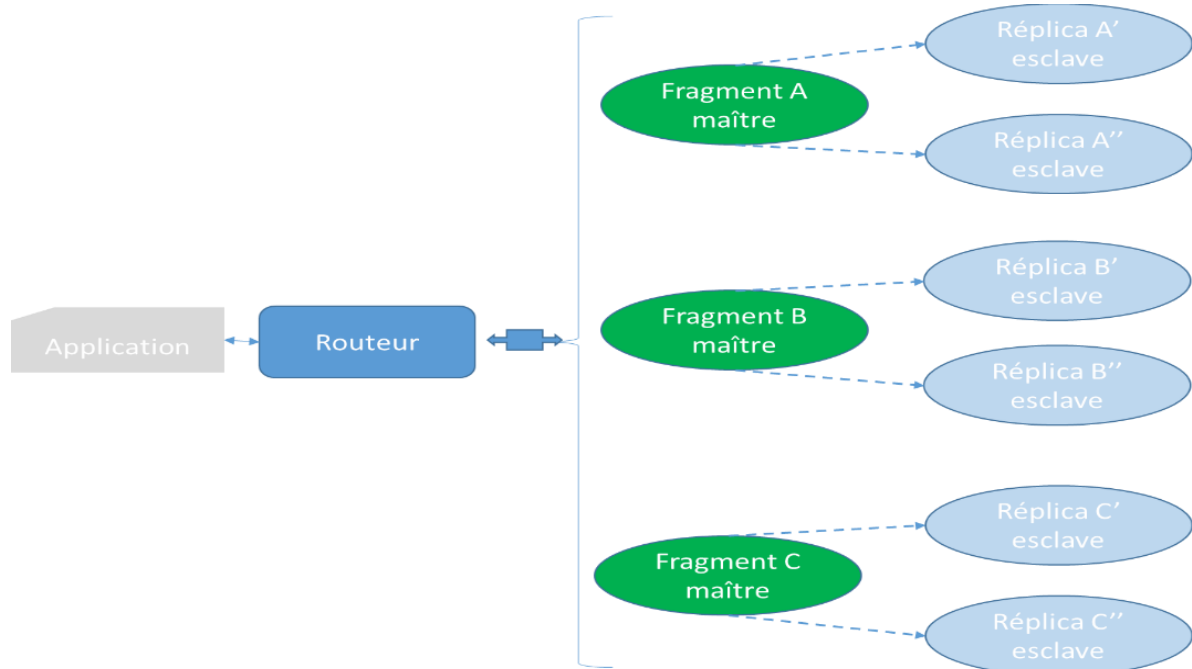 Réplica A’
esclave
Fragment A
maître
Réplica A’’
esclave
Réplica B’
esclave
Application
Routeur
Fragment B
maître
Réplica B’’
esclave
Réplica C’
esclave
Fragment C
maître
Réplica C’’
esclave